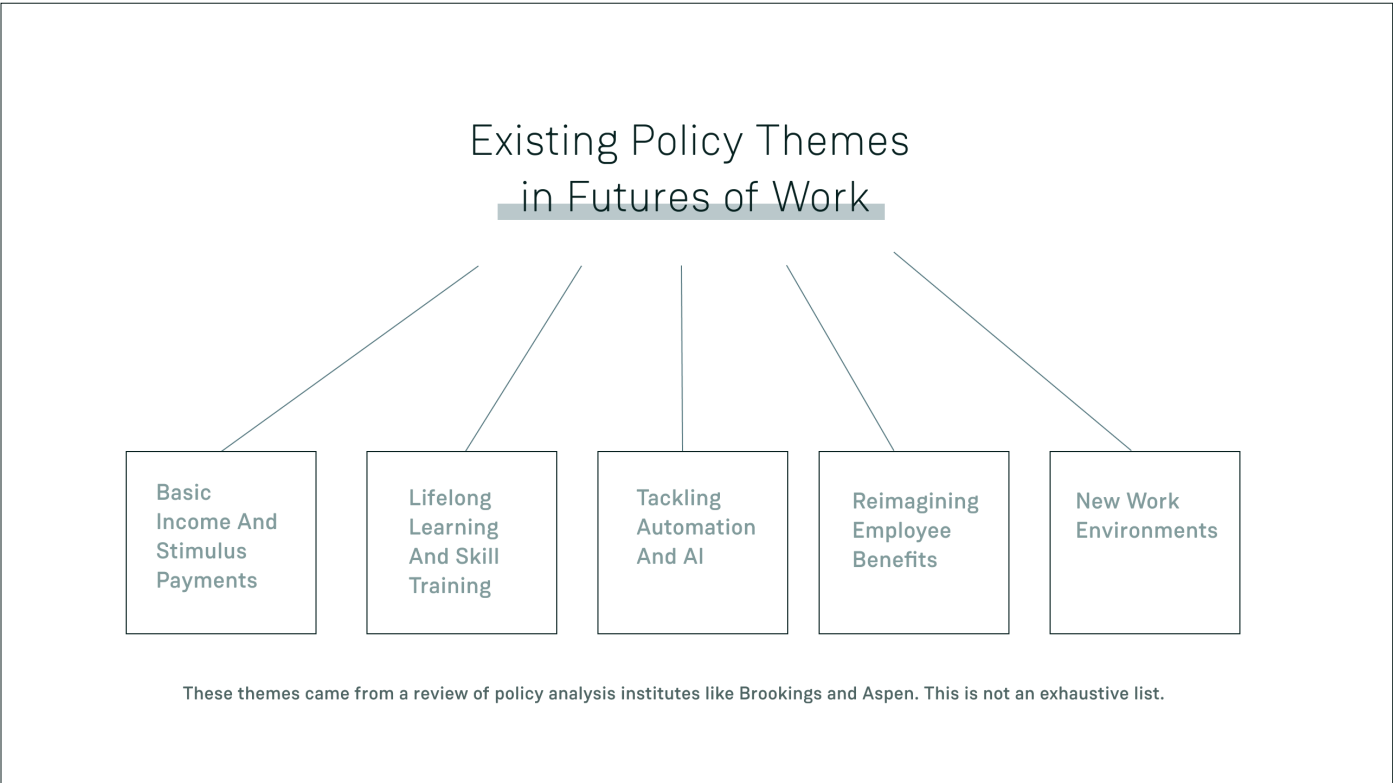 Existing Policy Themes
in Futures of Work
Basic
Income And
Stimulus
Payments
Lifelong
Learning
And Skill
Training
Tackling
Automation
And AI
Reimagining
Employee
Benefits
New Work
Environments
These themes came from a review of policy analysis institutes like Brookings and Aspen. This is not an exhaustive list.